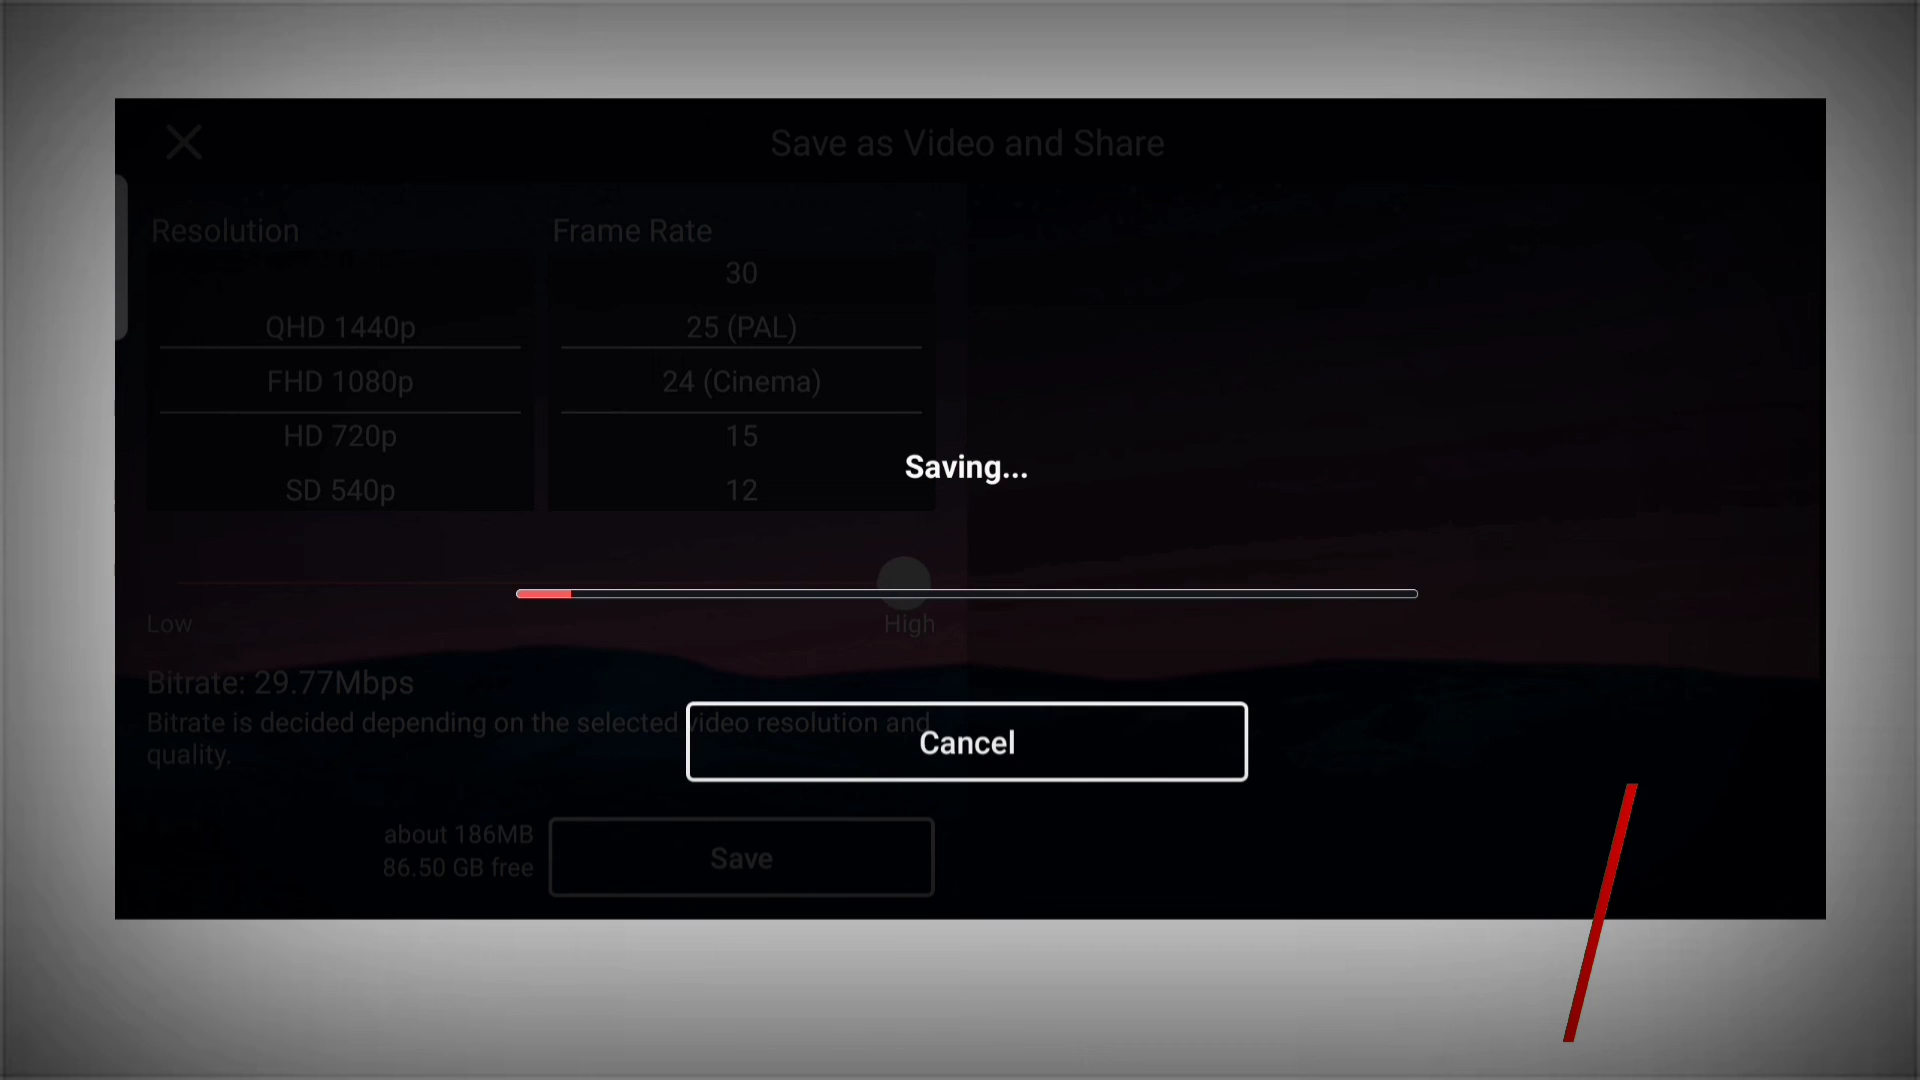 Save as Video and Share
Resolution
Frame Rate
30
QHD 1440p
25 (PAL)
FHD 1080p
24 (Cinema)
HD 720p
15
SD 540p
12
Saving...
Low
High
Bitrate: 29.77Mbps
Bitrate is decided depending on the selected video resolution and
quality.
Cancel
about 186MB
86.50 GB free
Save